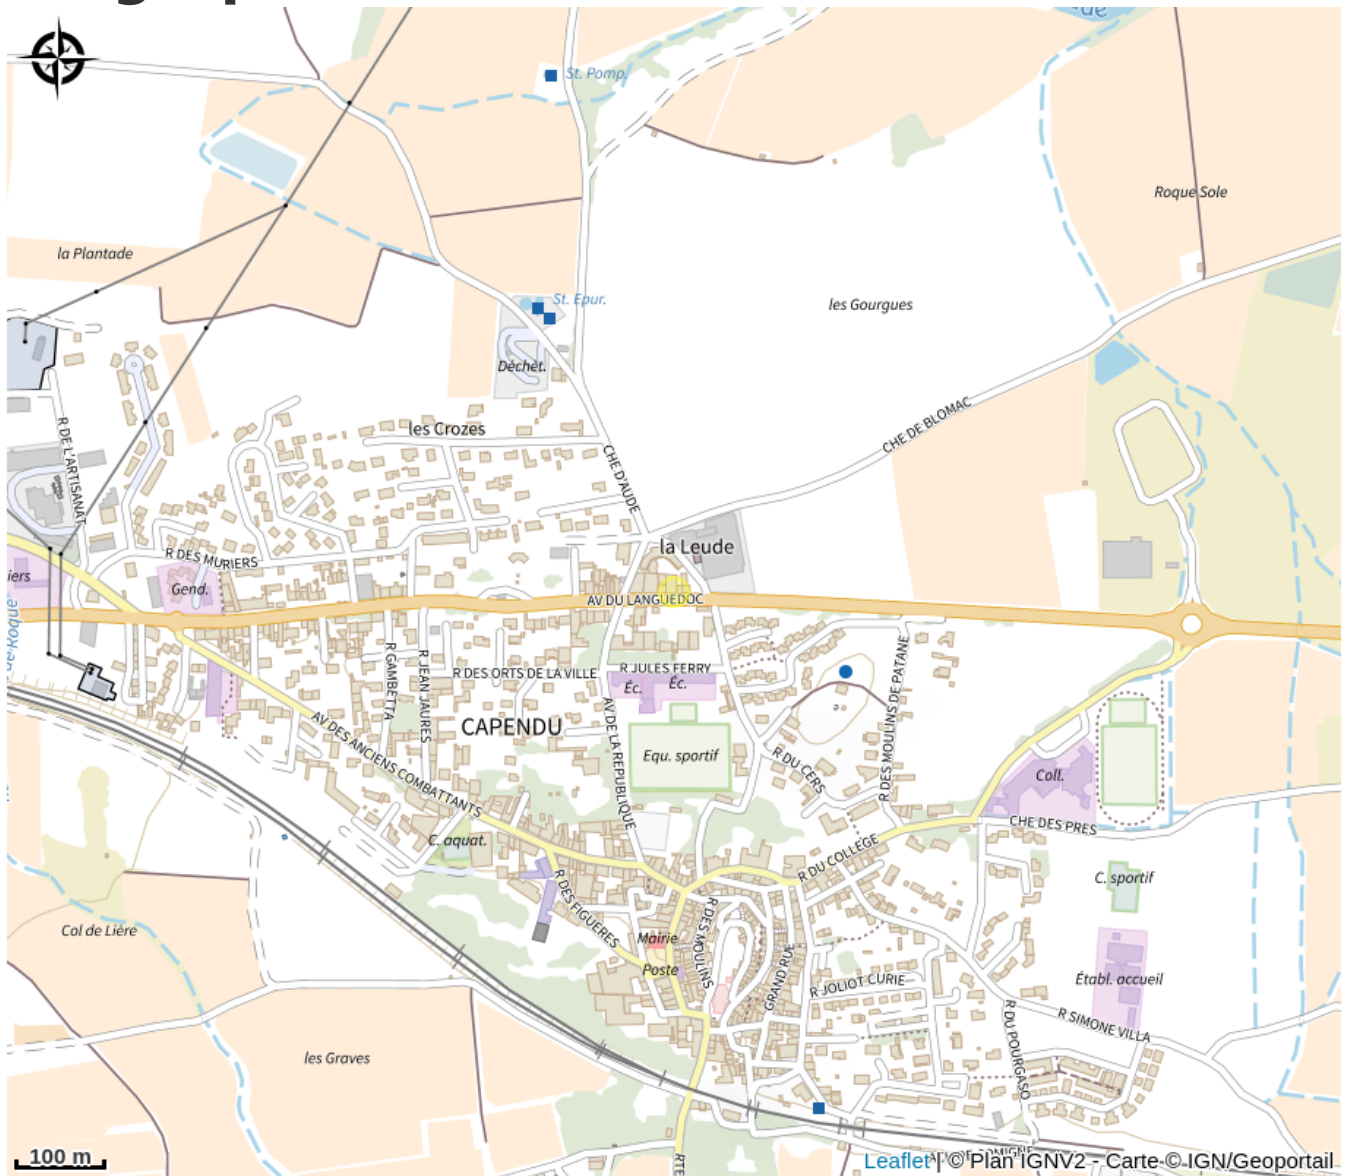 St. Pomp.
Roque Sole
la Plantade
St. Epur.
les Gourgues
Déchèt.
R DE L'ARTISANAT
les Crozes
CHE DE BLOMAC
CHE D'AUDE
la Leude
R DES MURIERS
iers
Gend.
AV DU LANGUEDOC
R GAMBETTA
R JEAN JAURES
R DES ORTS DE LA VILLE
R JULES FERRY
Éc.
Éc.
R DES MOULINS DE PATANE
AV DES ANCIENS COMBATTANTS
CAPENDU
AV DE LA REPUBLIQUE
Equ. sportif
R DU CERS
Coll.
CHE DES PRES
C. aquat.
R DU COLLEGE
C. sportif
R DES FIGUERES
R DES MOULINS
Col de Lière
Mairie
Poste
GRAND RUE
R JOLIOT CURIE
Établ. accueil
R SIMONE VILLA
R DU POURGASO
les Graves
RTE
100 m
Leaflet | © Plan IGNV2 - Carte © IGN/Geoportail